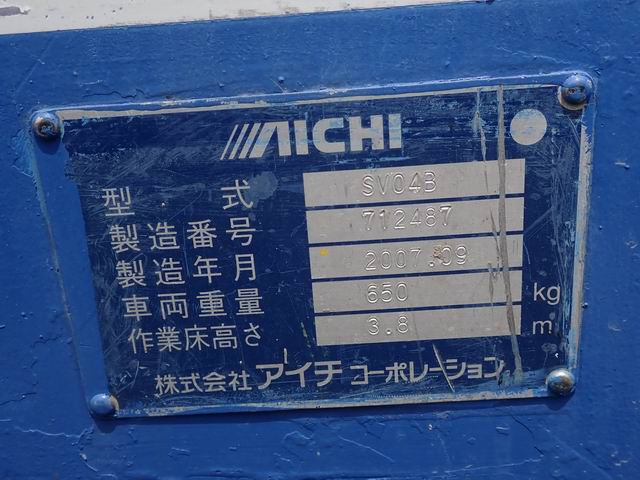 AICHI
型式 SV04B
製造番号 712487
製造年月 2007.09
車両重量 650 kg
作業床高さ 3.8 m
株式会社 アイチ コーポレーション